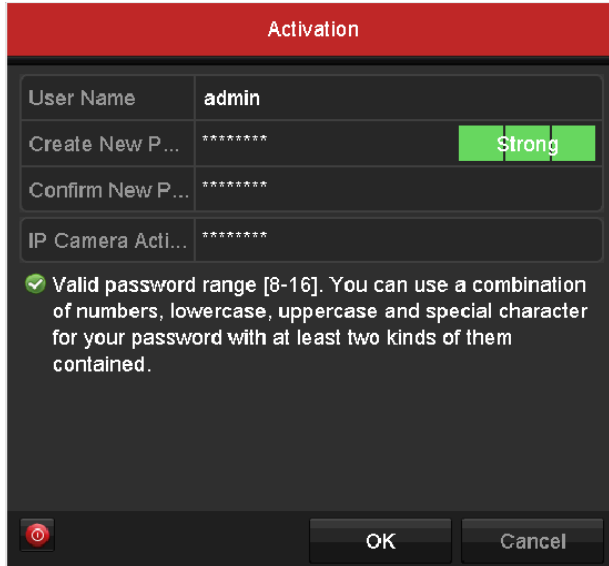 Activation
User Name admin
Create New P... ******** Strong
Confirm New P... ********
IP Camera Acti... ********
Valid password range [8-16]. You can use a combination
of numbers, lowercase, uppercase and special character
for your password with at least two kinds of them
contained.
OK Cancel